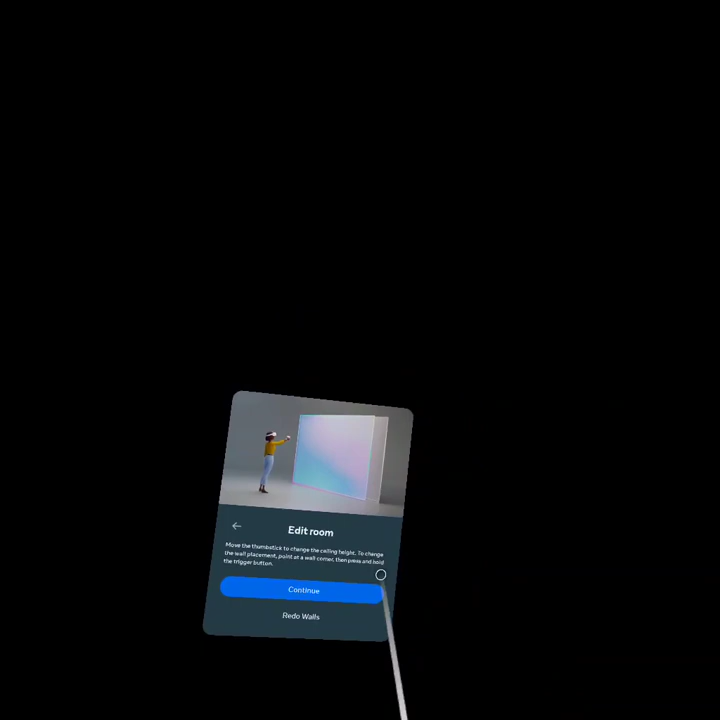 Edit room
Move the thumbstick to change the ceiling height. To change
the wall placement, point at a wall corner, then press and hold
the trigger button.
Continue
Redo Walls